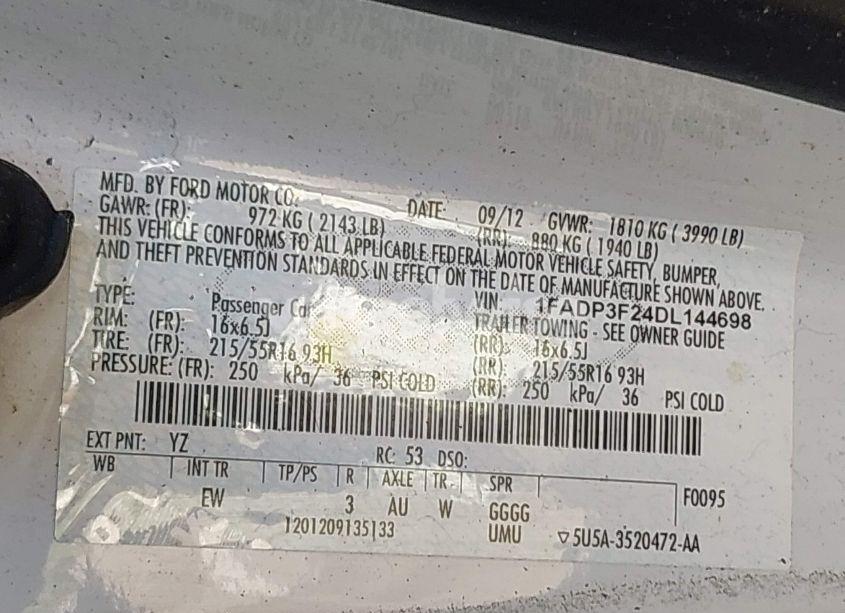 MFD. BY FORD MOTOR CO.
DATE: 09/12 GVWR: 1810 KG ( 3990 LB)
GAWR: (FR): 972 KG ( 2143 LB) (RR): 880 KG ( 1940 LB)
THIS VEHICLE CONFORMS TO ALL APPLICABLE FEDERAL MOTOR VEHICLE SAFETY, BUMPER,
AND THEFT PREVENTION STANDARDS IN EFFECT ON THE DATE OF MANUFACTURE SHOWN ABOVE.
VIN: 1FADP3F24DL144698
TYPE: Passenger Car TRAILER TOWING - SEE OWNER GUIDE
RIM: (FR): 16x6.5J (RR): 16x6.5J
TIRE: (FR): 215/55R16 93H (RR): 215/55R16 93H
PRESSURE: (FR): 250 kPa/ 36 PSI COLD (RR): 250 kPa/ 36 PSI COLD
EXT PNT: YZ RC: 53 DSO:
WB INT TR TP/PS R AXLE TR SPR F0095
EW 3 AU W GGGG
1201209135133 UMU ▽5U5A-3520472-AA